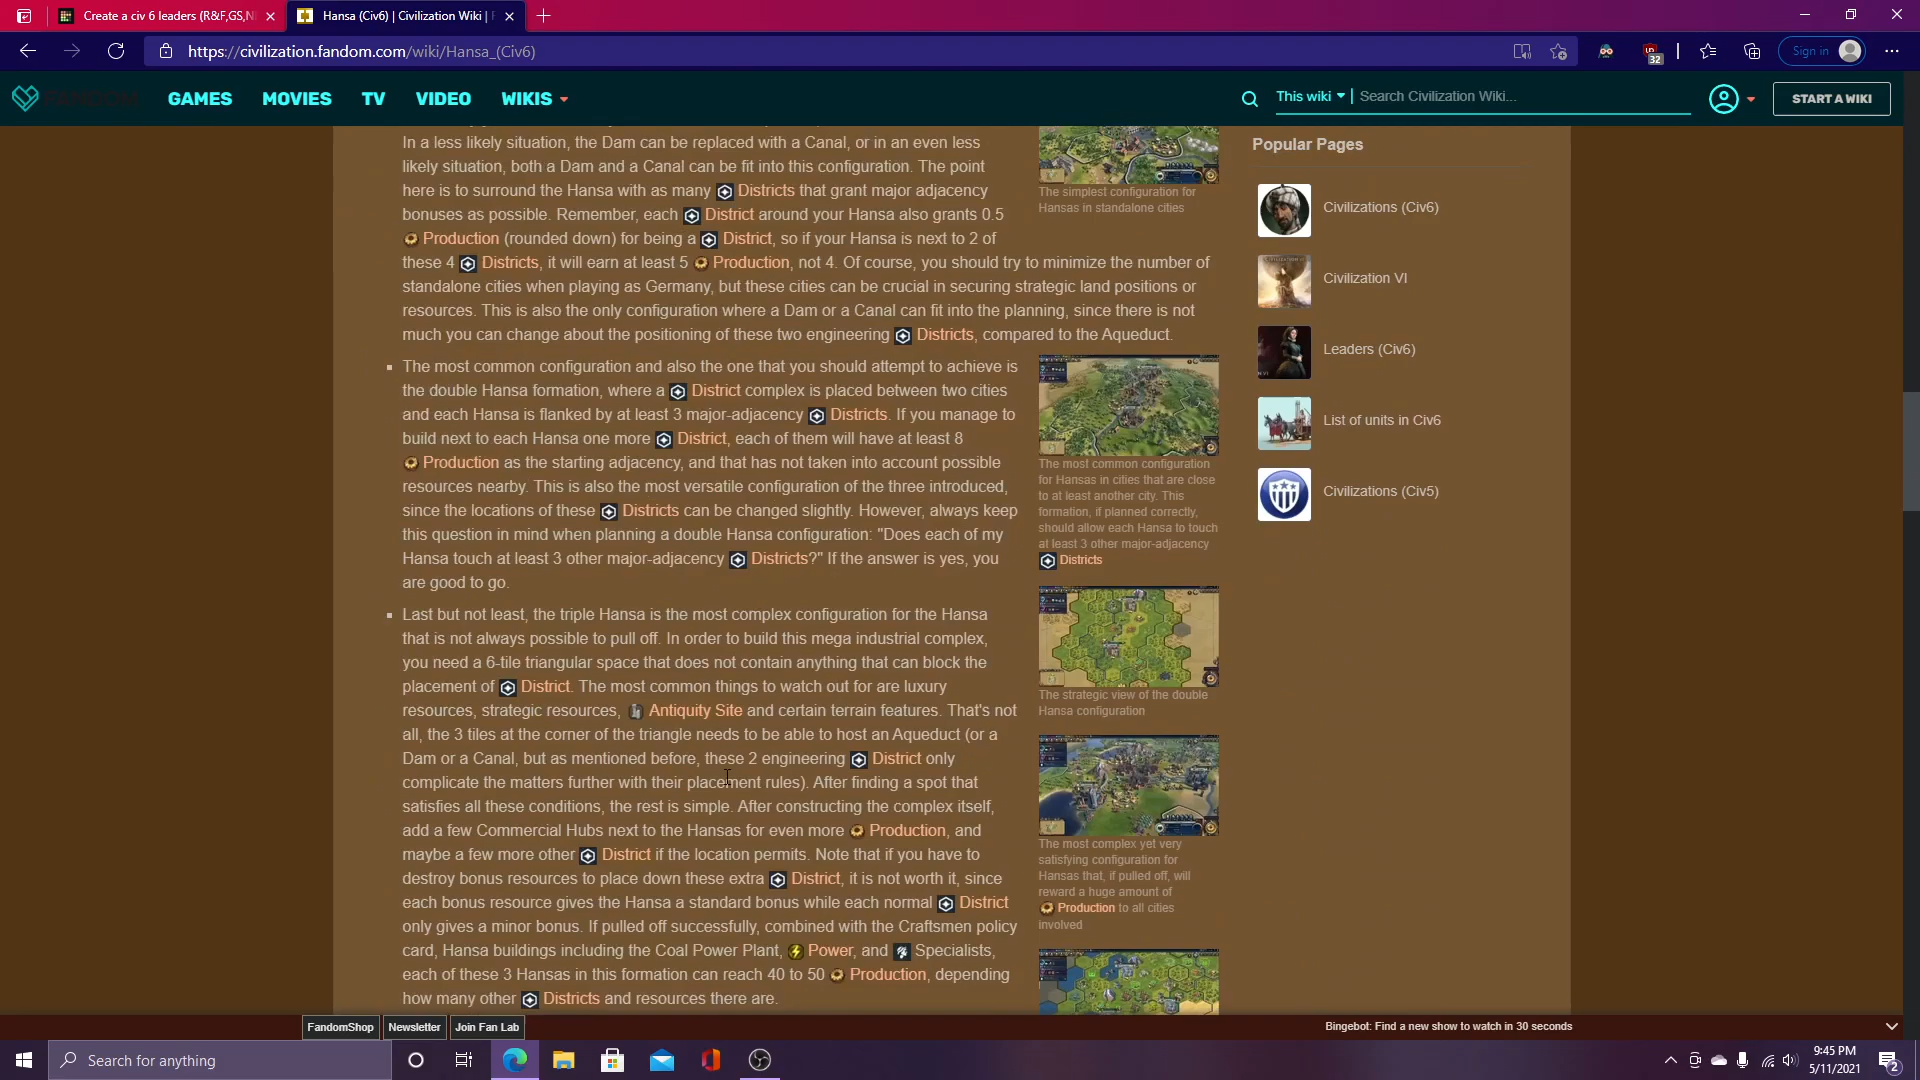 Create a civ 6 leaders (R&F,GS,N
Hansa (Civ6) | Civilization Wiki | F
https://civilization.fandom.com/wiki/Hansa_(Civ6)
32
Sign in
FANDOM
GAMES
MOVIES
TV
VIDEO
WIKIS
This wiki
Search Civilization Wiki...
START A WIKI
In a less likely situation, the Dam can be replaced with a Canal, or in an even less
likely situation, both a Dam and a Canal can be fit into this configuration. The point
here is to surround the Hansa with as many Districts that grant major adjacency
bonuses as possible. Remember, each District around your Hansa also grants 0.5
Production (rounded down) for being a District, so if your Hansa is next to 2 of
these 4 Districts, it will earn at least 5 Production, not 4. Of course, you should try to minimize the number of
standalone cities when playing as Germany, but these cities can be crucial in securing strategic land positions or
resources. This is also the only configuration where a Dam or a Canal can fit into the planning, since there is not
much you can change about the positioning of these two engineering Districts, compared to the Aqueduct.
The simplest configuration for
Hansas in standalone cities
The most common configuration and also the one that you should attempt to achieve is
the double Hansa formation, where a District complex is placed between two cities
and each Hansa is flanked by at least 3 major-adjacency Districts. If you manage to
build next to each Hansa one more District, each of them will have at least 8
Production as the starting adjacency, and that has not taken into account possible
resources nearby. This is also the most versatile configuration of the three introduced,
since the locations of these Districts can be changed slightly. However, always keep
this question in mind when planning a double Hansa configuration: "Does each of my
Hansa touch at least 3 other major-adjacency Districts?" If the answer is yes, you
are good to go.
The most common configuration
for Hansas in cities that are close
to at least another city. This
formation, if planned correctly,
should allow each Hansa to touch
at least 3 other major-adjacency
Districts
Last but not least, the triple Hansa is the most complex configuration for the Hansa
that is not always possible to pull off. In order to build this mega industrial complex,
you need a 6-tile triangular space that does not contain anything that can block the
placement of District. The most common things to watch out for are luxury
resources, strategic resources, Antiquity Site and certain terrain features. That's not
all, the 3 tiles at the corner of the triangle needs to be able to host an Aqueduct (or a
Dam or a Canal, but as mentioned before, these 2 engineering District only
complicate the matters further with their placement rules). After finding a spot that
satisfies all these conditions, the rest is simple. After constructing the complex itself,
add a few Commercial Hubs next to the Hansas for even more Production, and
maybe a few more other District if the location permits. Note that if you have to
destroy bonus resources to place down these extra District, it is not worth it, since
each bonus resource gives the Hansa a standard bonus while each normal District
only gives a minor bonus. If pulled off successfully, combined with the Craftsmen policy
card, Hansa buildings including the Coal Power Plant, Power, and Specialists,
each of these 3 Hansas in this formation can reach 40 to 50 Production, depending
how many other Districts and resources there are.
The strategic view of the double
Hansa configuration
The most complex yet very
satisfying configuration for
Hansas that, if pulled off, will
reward a huge amount of
Production to all cities
involved
Popular Pages
Civilizations (Civ6)
Civilization VI
Leaders (Civ6)
List of units in Civ6
Civilizations (Civ5)
FandomShop
Newsletter
Join Fan Lab
Bingebot: Find a new show to watch in 30 seconds
Search for anything
9:45 PM
5/11/2021
2